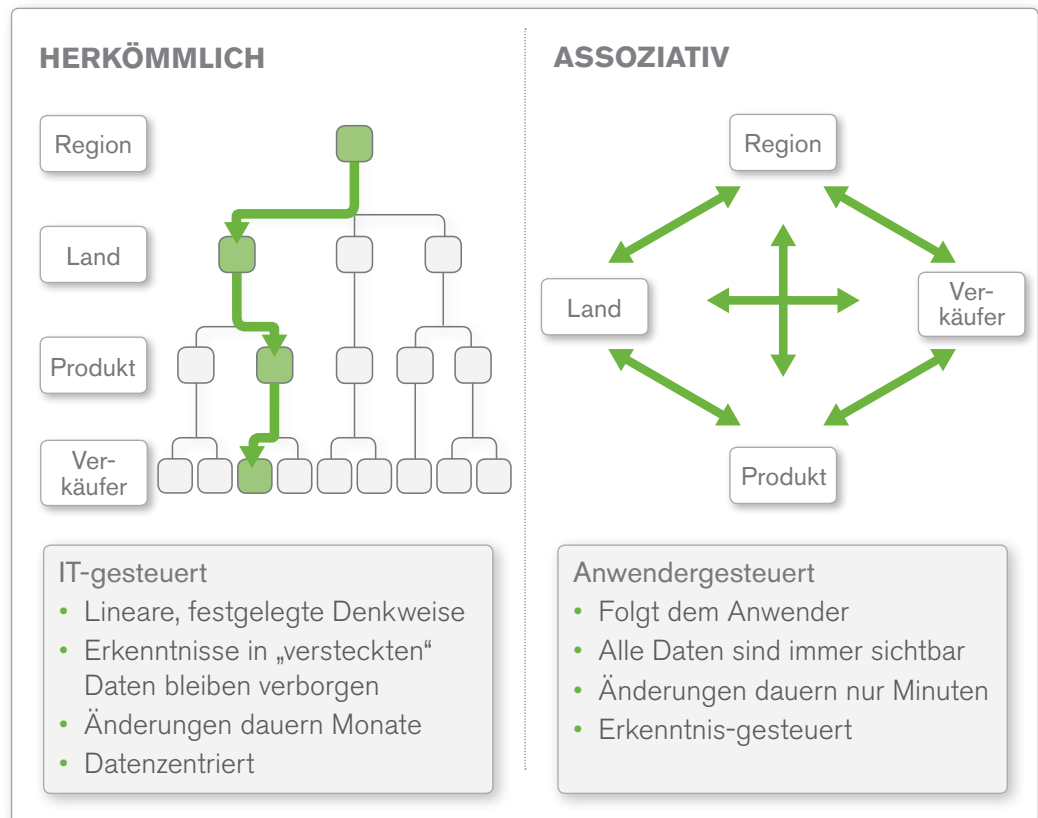 HERKÖMMLICH
Region
Land
Produkt
Ver-
käufer
IT-gesteuert
• Lineare, festgelegte Denkweise
• Erkenntnisse in „versteckten“
Daten bleiben verborgen
• Änderungen dauern Monate
• Datenzentriert
ASSOZIATIV
Region
Land
Ver-
käufer
Produkt
Anwendergesteuert
• Folgt dem Anwender
• Alle Daten sind immer sichtbar
• Änderungen dauern nur Minuten
• Erkenntnis-gesteuert